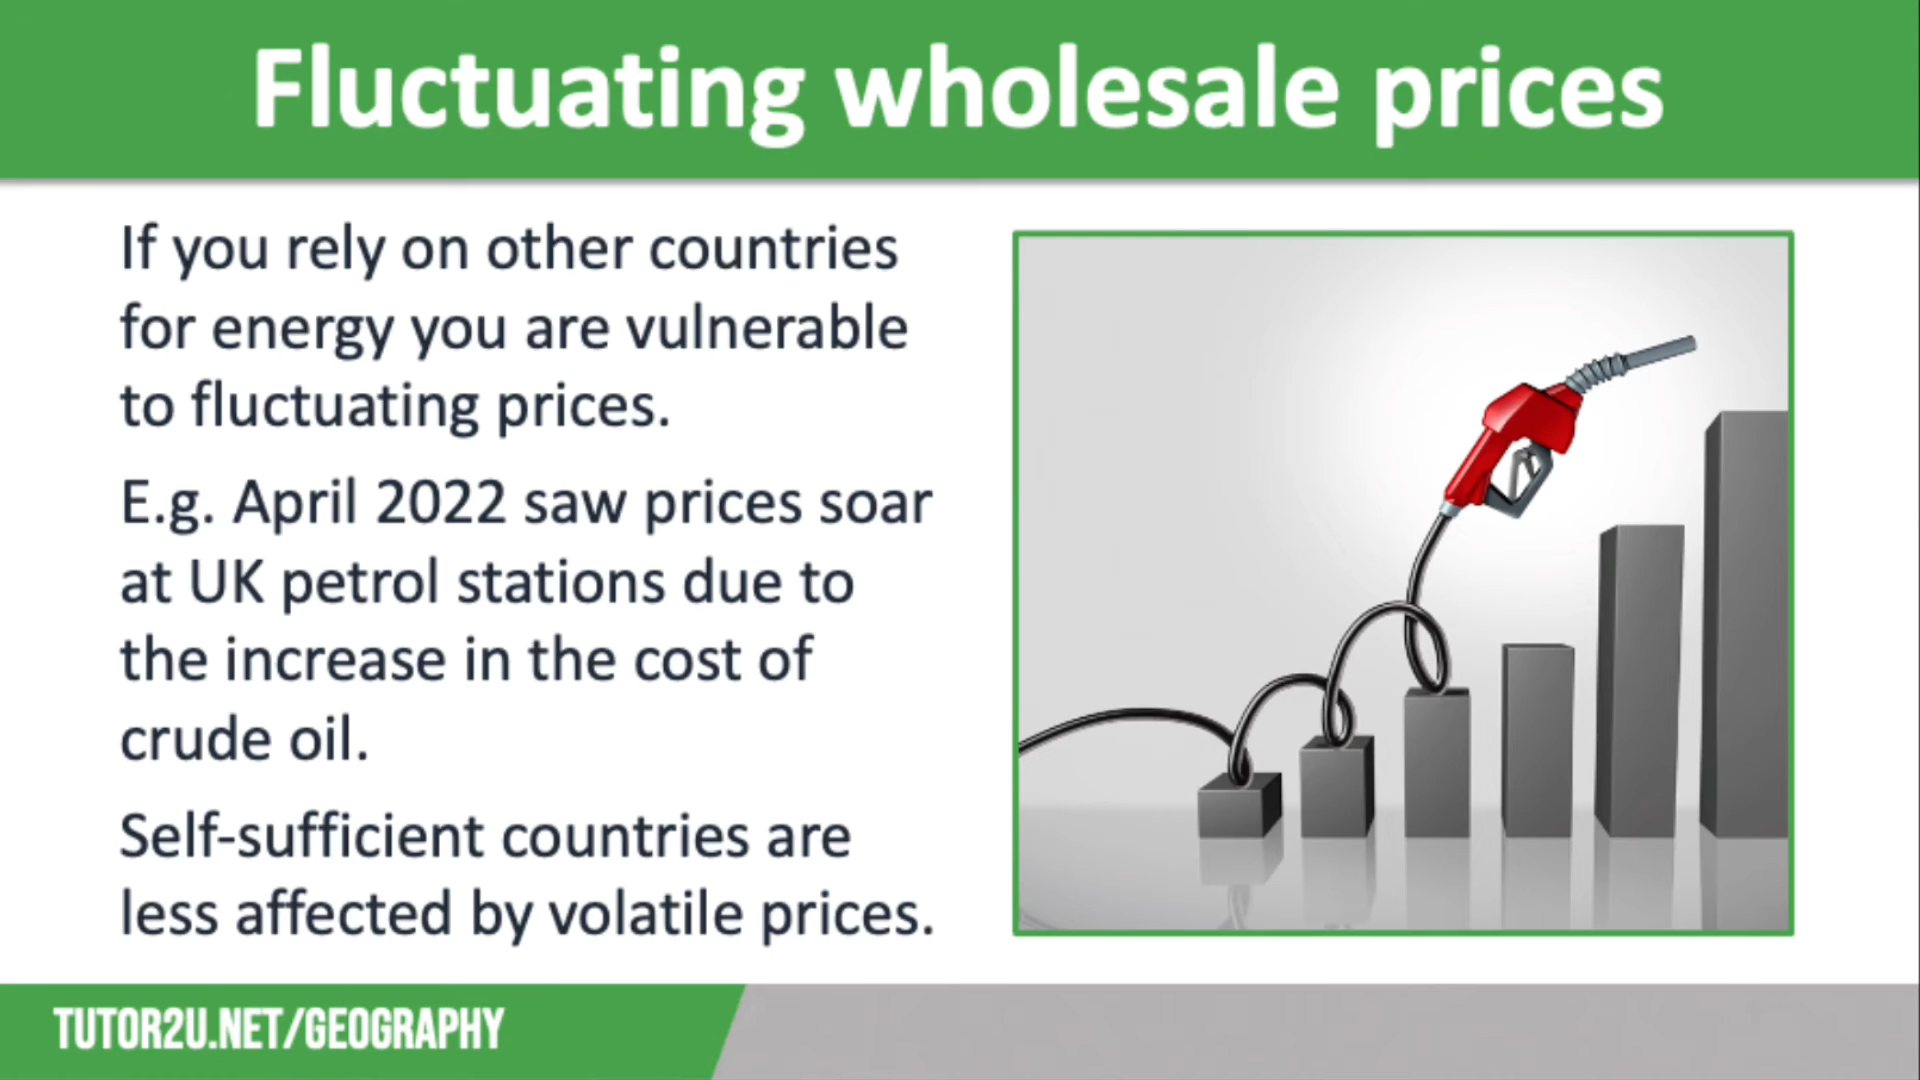 Fluctuating wholesale prices
If you rely on other countries
for energy you are vulnerable
to fluctuating prices.
E.g. April 2022 saw prices soar
at UK petrol stations due to
the increase in the cost of
crude oil.
Self-sufficient countries are
less affected by volatile prices.
TUTOR2U.NET/GEOGRAPHY